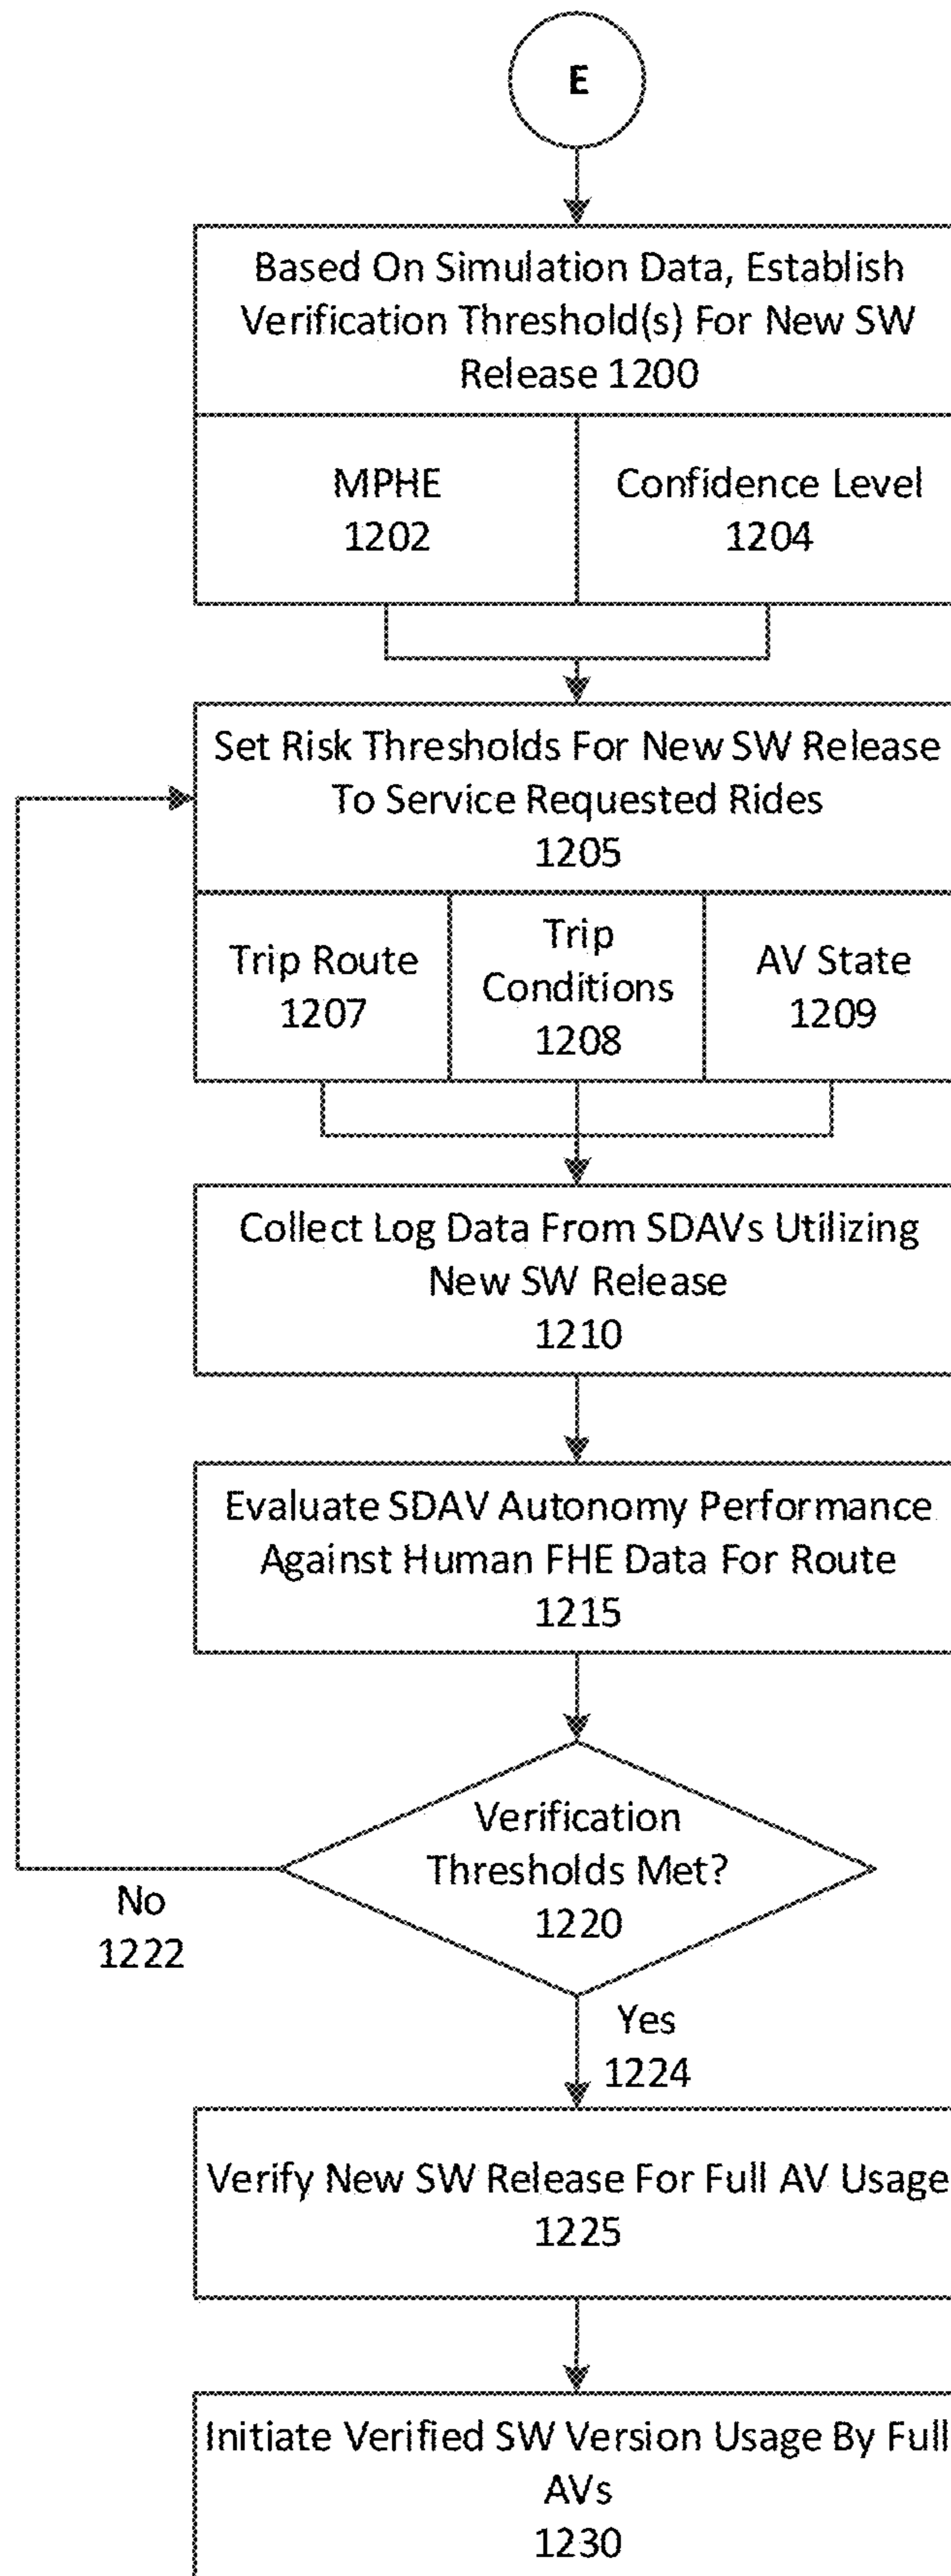 E
Based On Simulation Data, Establish
Verification Threshold(s) For New SW
Release 1200
MPHE
1202
Confidence Level
1204
Set Risk Thresholds For New SW Release
To Service Requested Rides
1205
Trip Route
1207
Trip
Conditions
1208
AV State
1209
Collect Log Data From SDAVs Utilizing
New SW Release
1210
Evaluate SDAV Autonomy Performance
Against Human FHE Data For Route
1215
Verification
Thresholds Met?
1220
No
1222
Yes
1224
Verify New SW Release For Full AV Usage
1225
Initiate Verified SW Version Usage By Full
AVs
1230